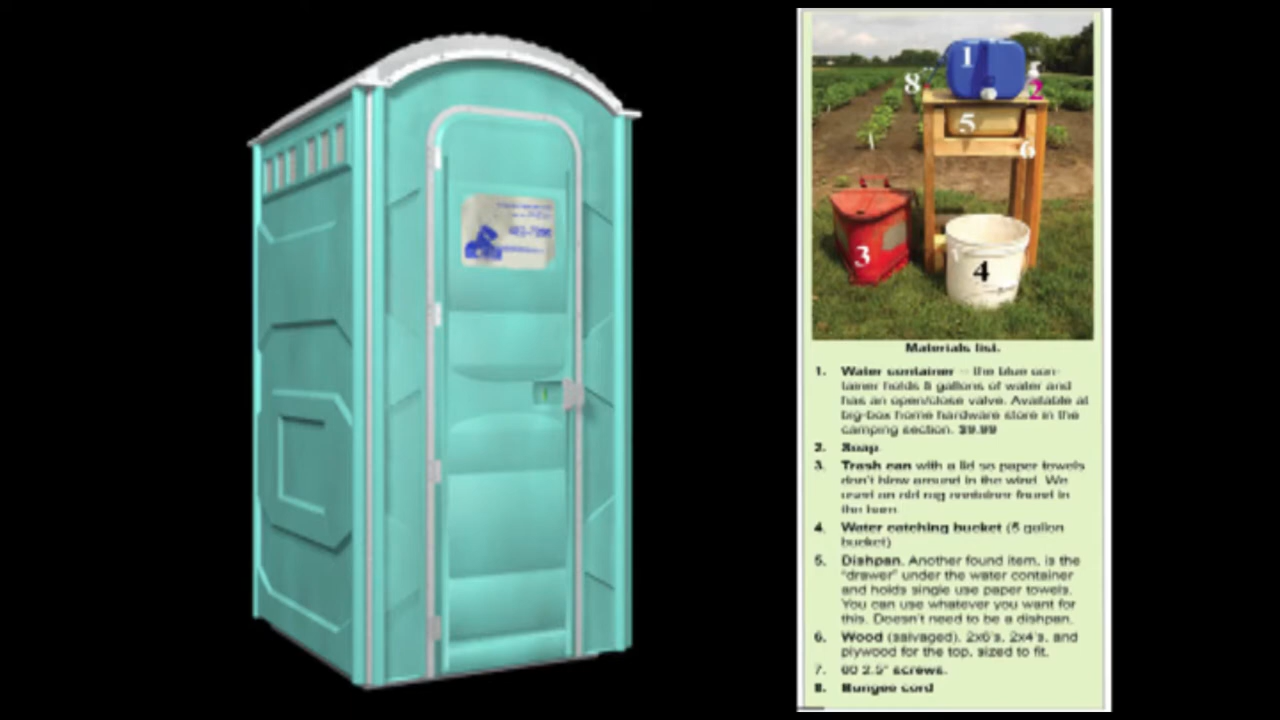 1
8
2
5
6
3
4
Materials list.
1. Water container – the blue con-
tainer holds 6 gallons of water and
has an open/close valve. Available at
big-box home hardware store in the
camping section. $9.99
2. Soap
3. Trash can with a lid so paper towels
don't blow around in the wind. We
used an old rag container found in
the barn.
4. Water catching bucket (5 gallon
bucket)
5. Dishpan. Another found item, is the
"drawer" under the water container
and holds single use paper towels.
You can use whatever you want for
this. Doesn't need to be a dishpan.
6. Wood (salvaged). 2x6's, 2x4's, and
plywood for the top, sized to fit.
7. 60 2.5" screws.
8. Bungee cord